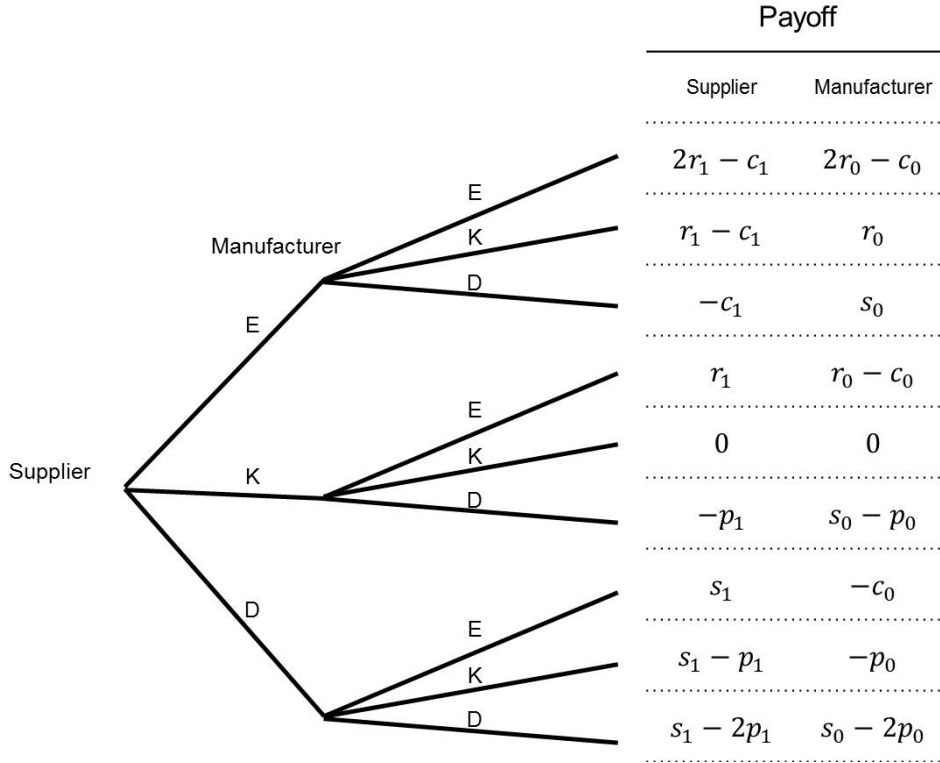 Payoff
Supplier Manufacturer
E 2r₁ − c₁ 2r₀ − c₀
Manufacturer K r₁ − c₁ r₀
D −c₁ s₀
E
E r₁ r₀ − c₀
Supplier K K 0 0
D −p₁ s₀ − p₀
D
E s₁ −c₀
K s₁ − p₁ −p₀
D s₁ − 2p₁ s₀ − 2p₀